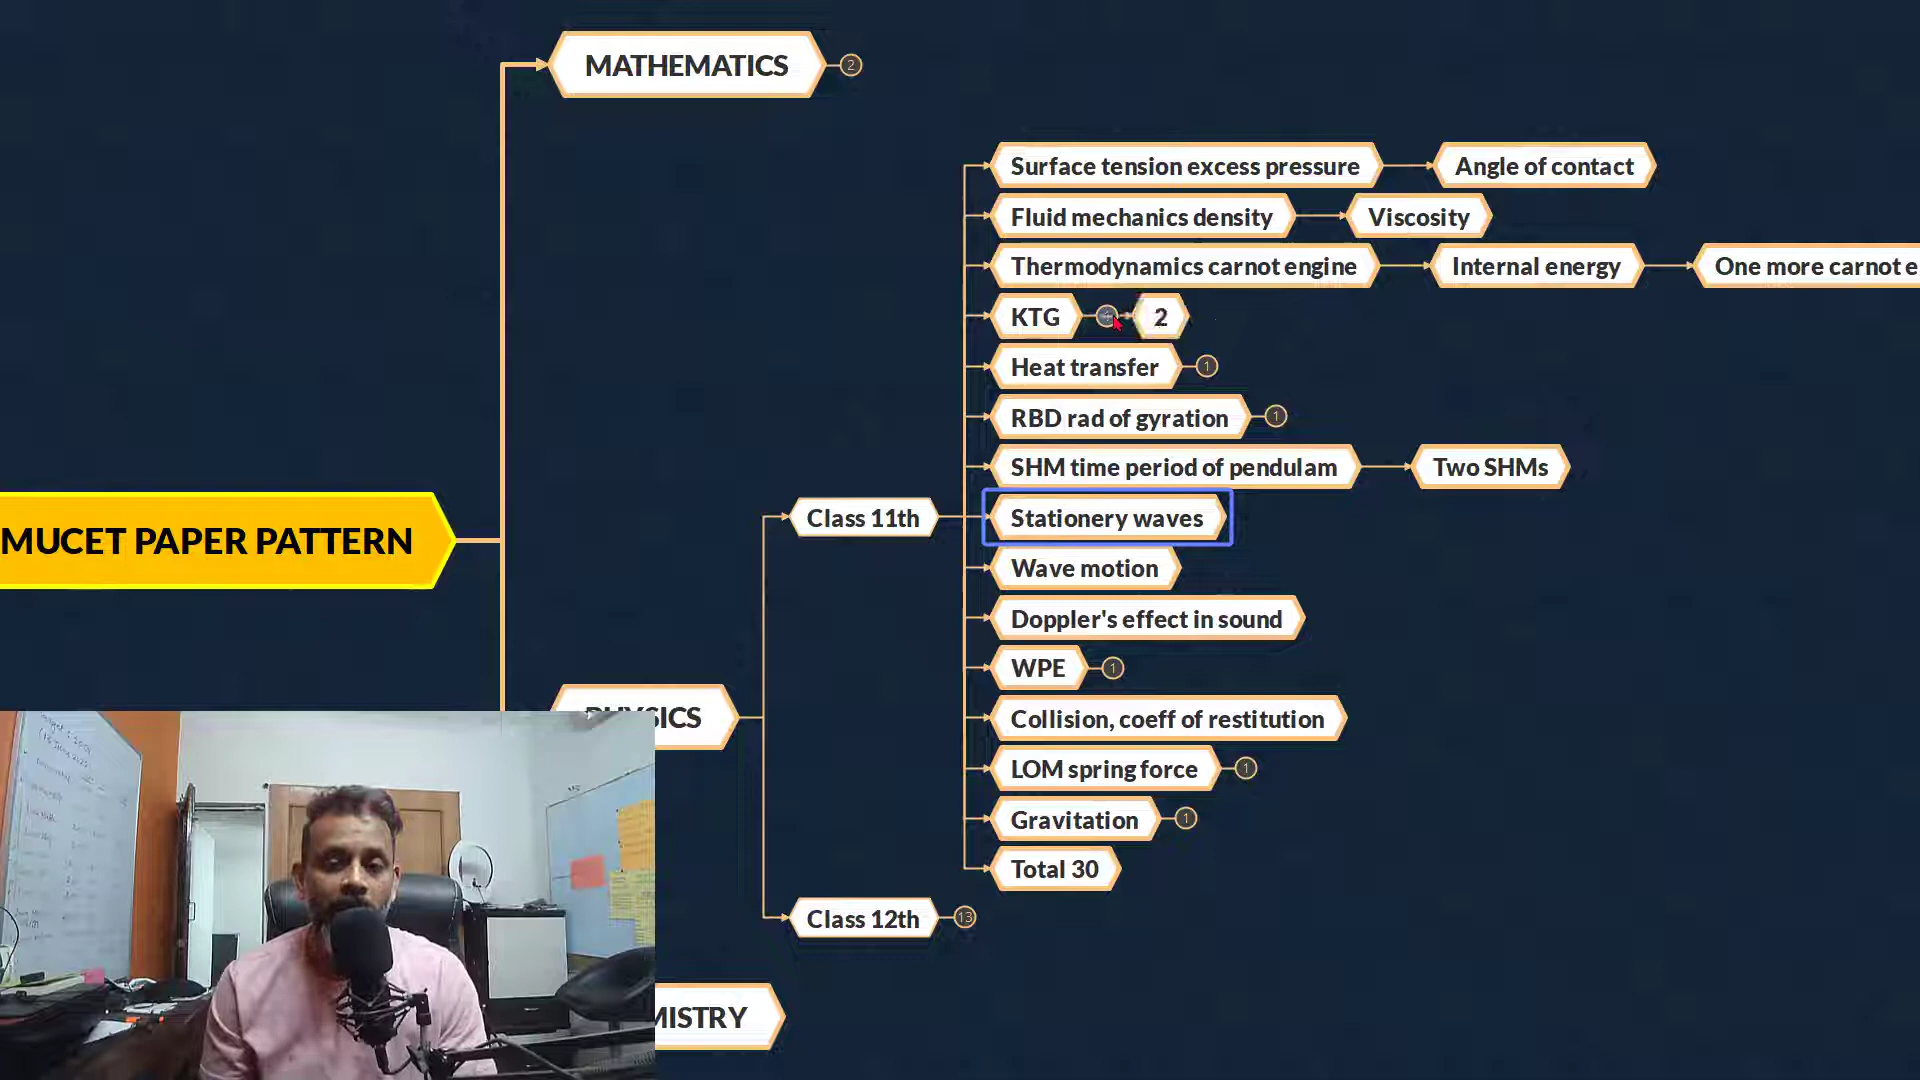 MATHEMATICS
2
Surface tension excess pressure
Angle of contact
Fluid mechanics density
Viscosity
Thermodynamics carnot engine
Internal energy
One more carnot e
KTG
2
Heat transfer
1
RBD rad of gyration
1
SHM time period of pendulam
Two SHMs
Class 11th
Stationery waves
MUCET PAPER PATTERN
Wave motion
Doppler's effect in sound
WPE
1
PHYSICS
Collision, coeff of restitution
LOM spring force
1
Gravitation
1
Total 30
Class 12th
13
MISTRY